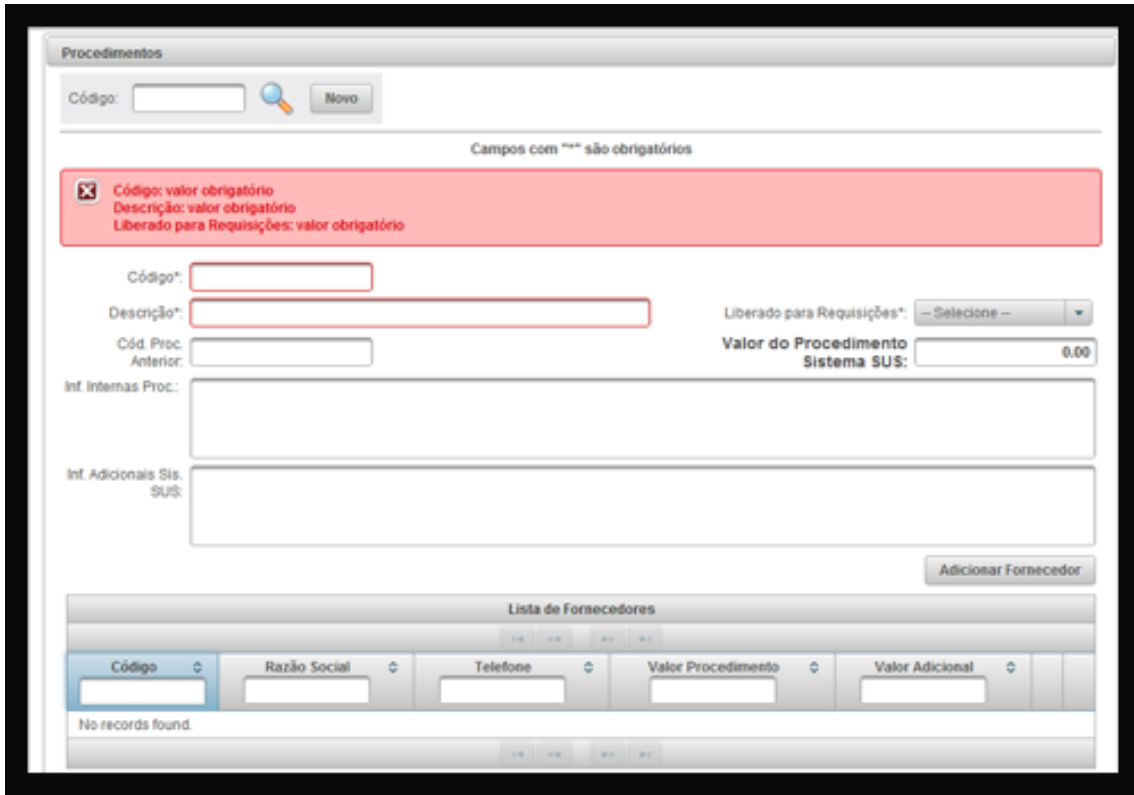 Procedimentos
Código:
Novo
Campos com "*" são obrigatórios
Código: valor obrigatório
Descrição: valor obrigatório
Liberado para Requisições: valor obrigatório
Código*:
Descrição*:
Liberado para Requisições*:
-- Selecione --
Cód. Proc.
Anterior:
Valor do Procedimento
Sistema SUS:
0.00
Inf. Internas Proc.:
Inf. Adicionais Sis.
SUS:
Adicionar Fornecedor
Lista de Fornecedores
Código
Razão Social
Telefone
Valor Procedimento
Valor Adicional
No records found.